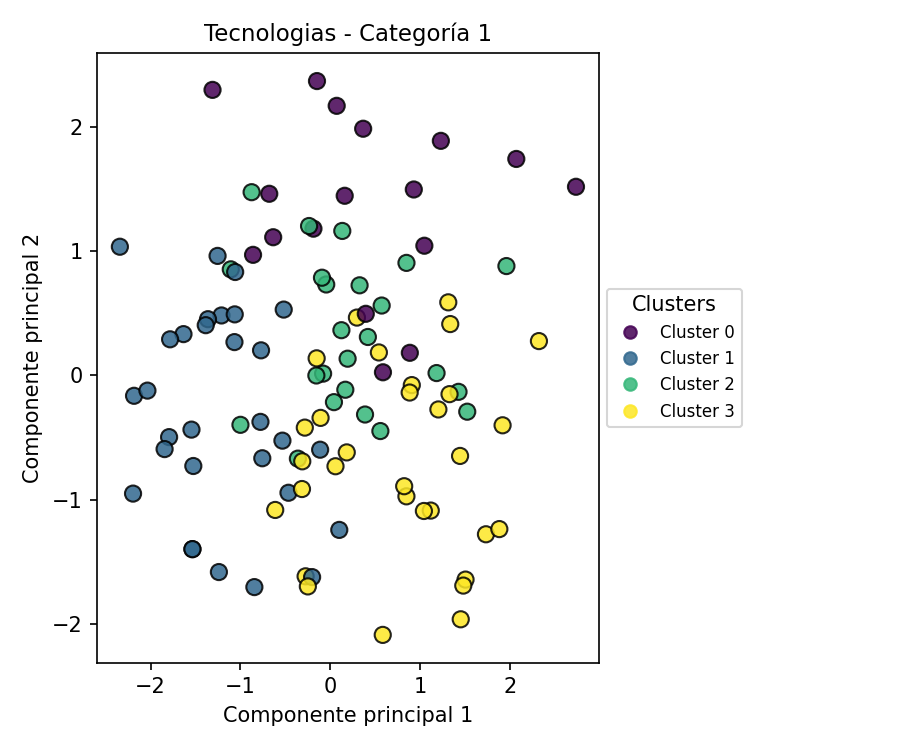 Tecnologias - Categoría 1
Componente principal 2
2
1
0
−1
−2
−2
−1
0
1
2
Componente principal 1
Clusters
Cluster 0
Cluster 1
Cluster 2
Cluster 3